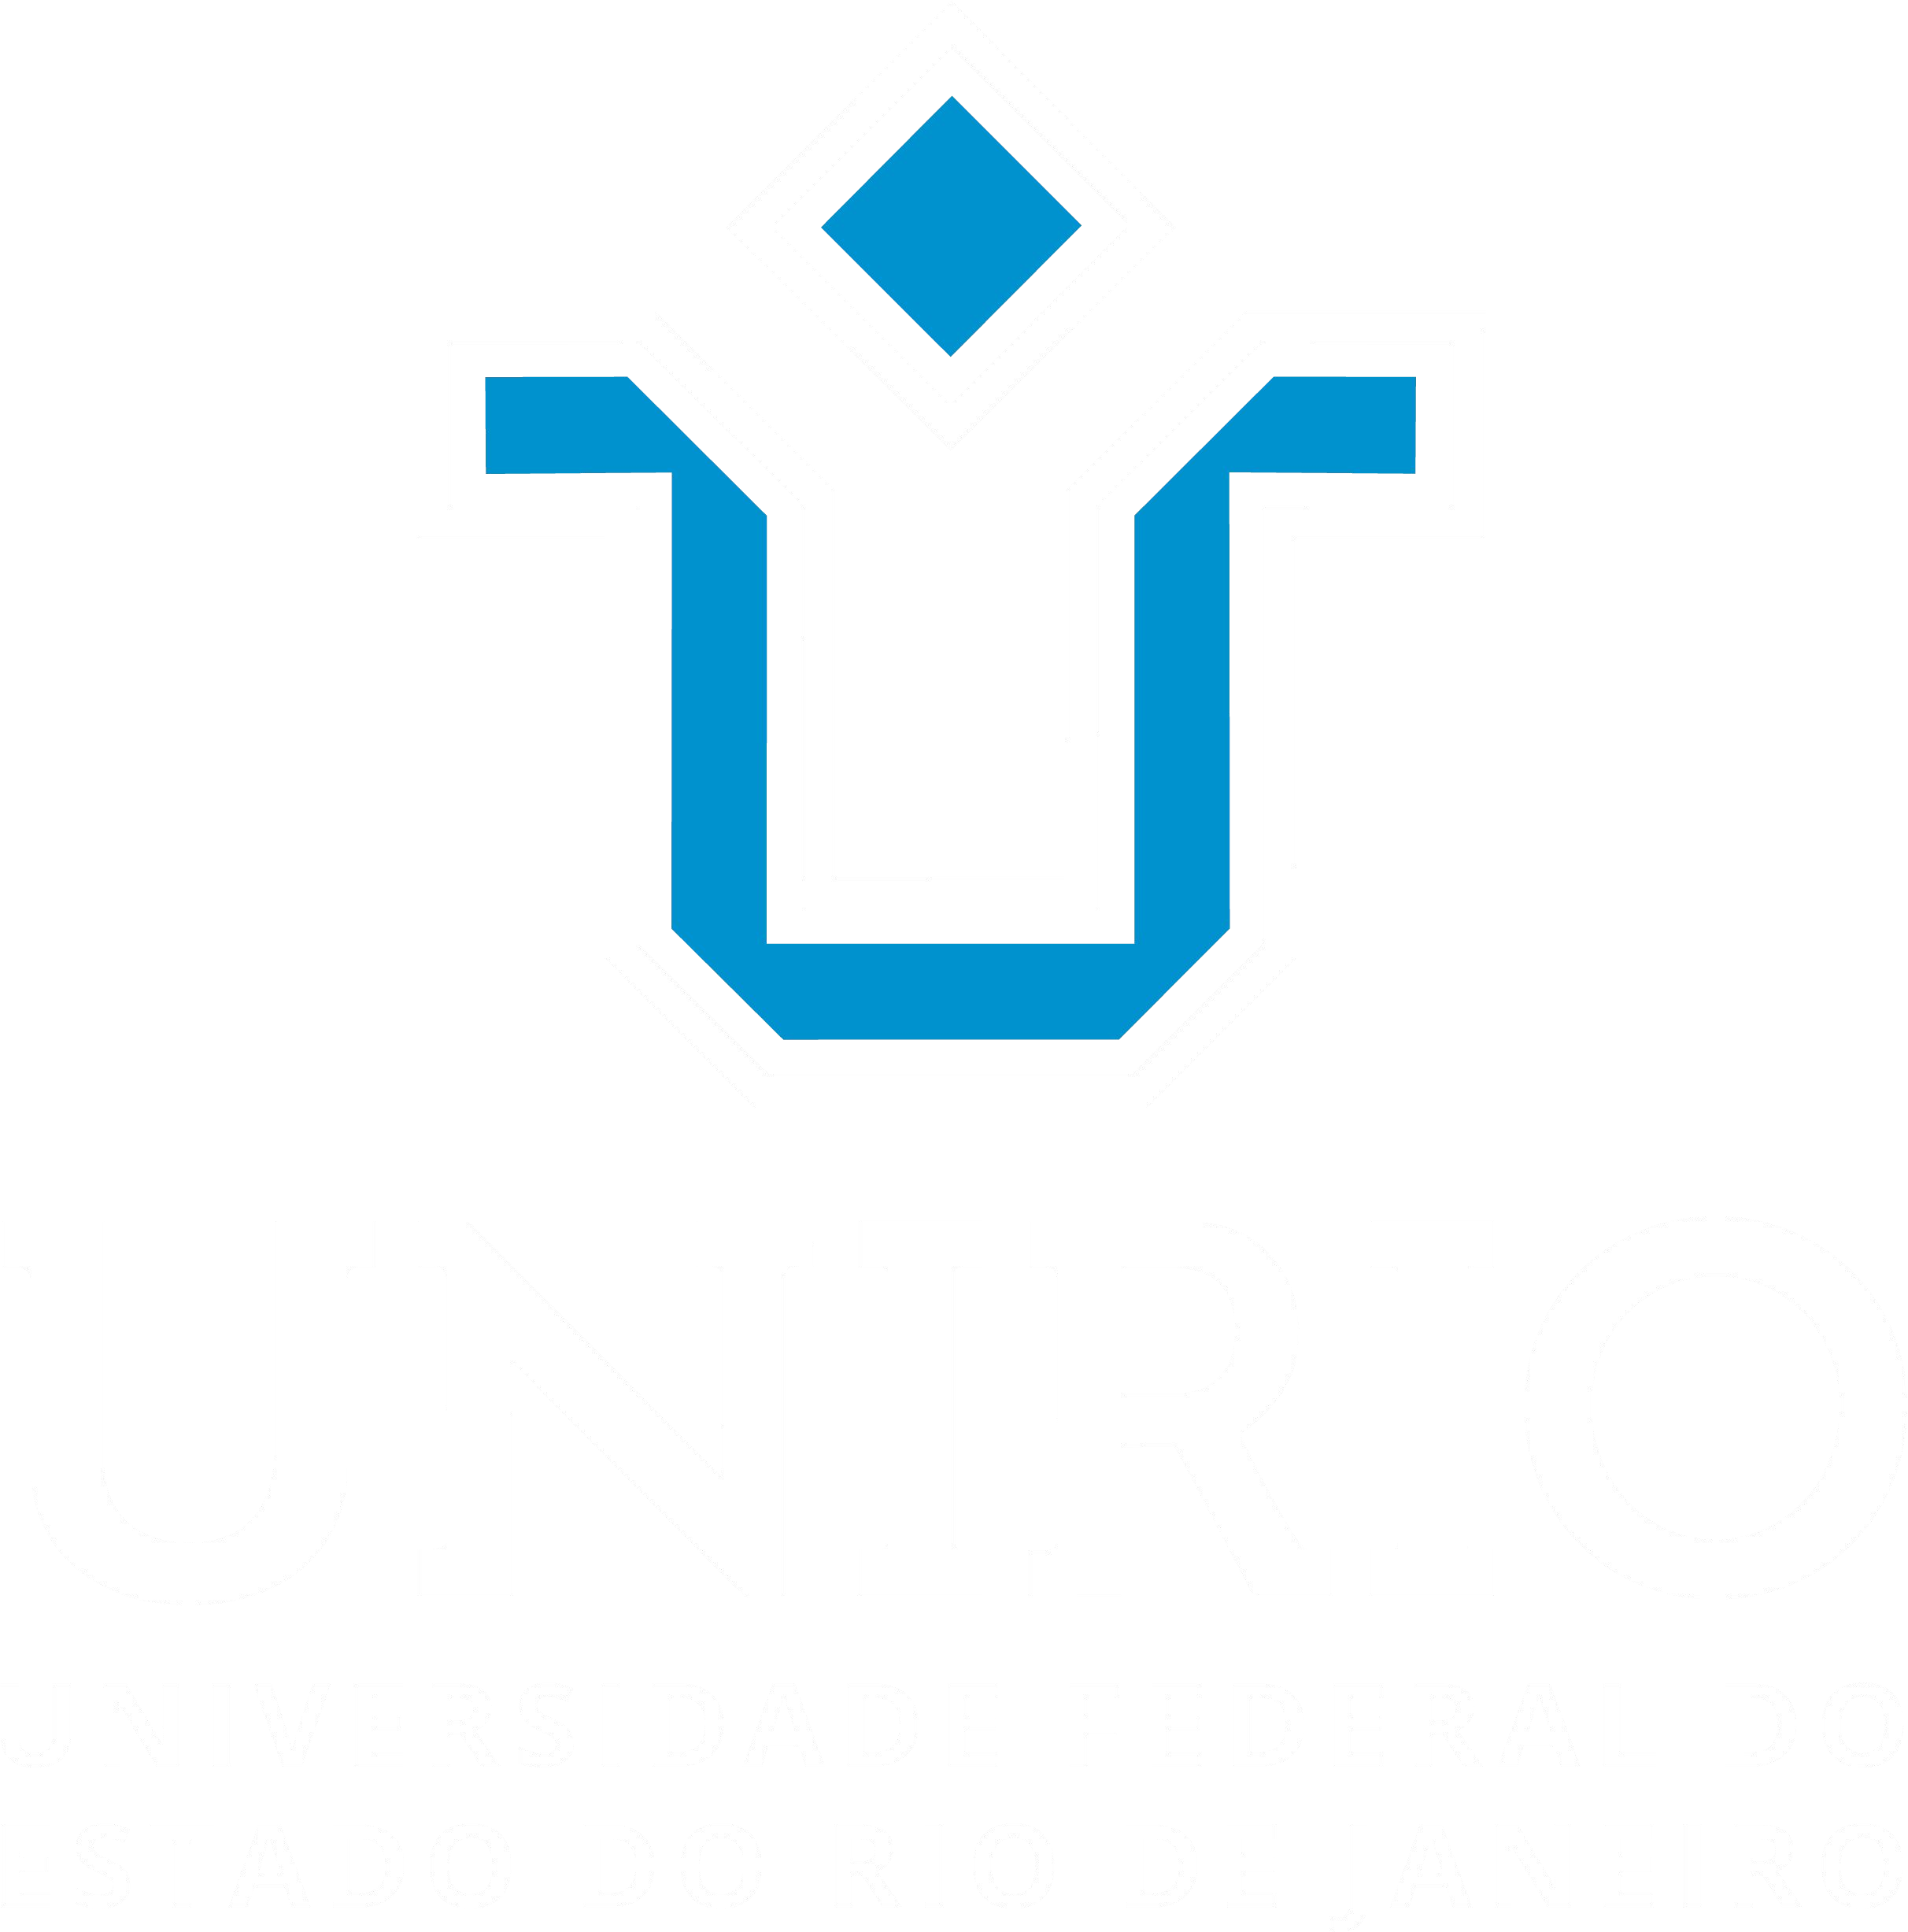 UNIRIO
UNIVERSIDADE FEDERAL DO
ESTADO DO RIO DE JANEIRO